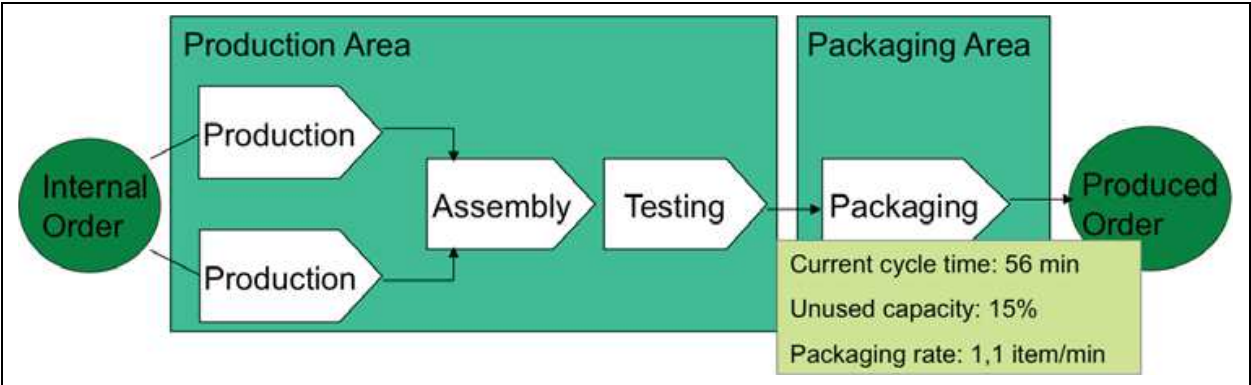 Production Area
Packaging Area
Internal
Order
Production
Production
Assembly
Testing
Packaging
Produced
Order
Current cycle time: 56 min
Unused capacity: 15%
Packaging rate: 1,1 item/min